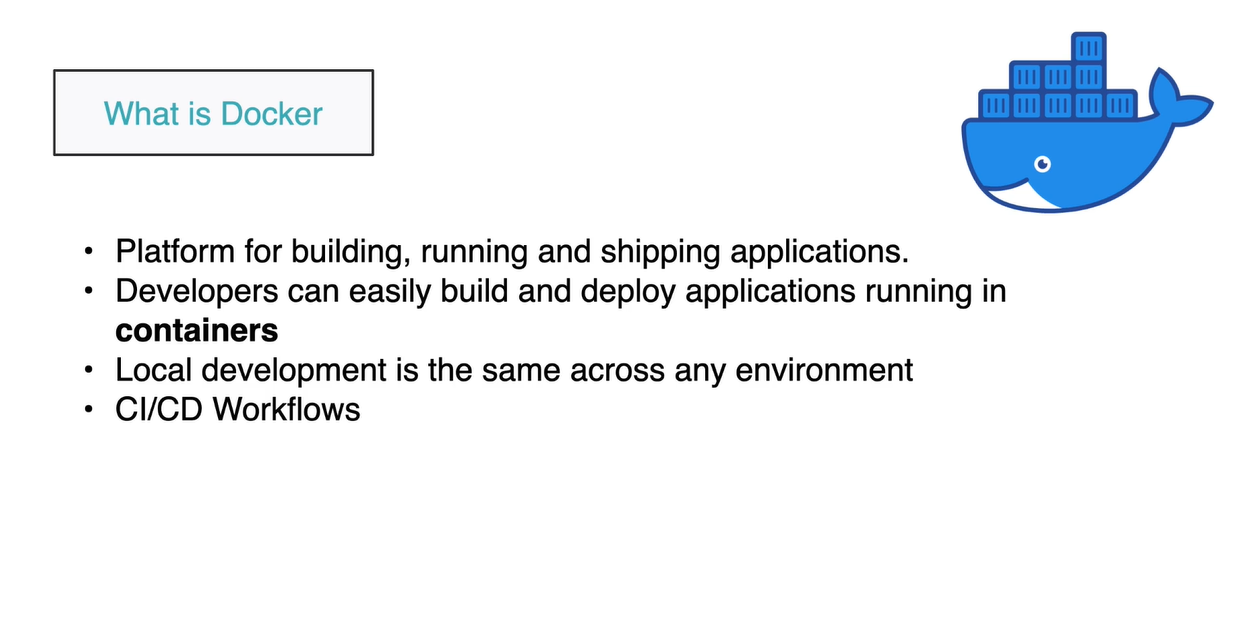 What is Docker
• Platform for building, running and shipping applications.
• Developers can easily build and deploy applications running in
containers
• Local development is the same across any environment
• CI/CD Workflows